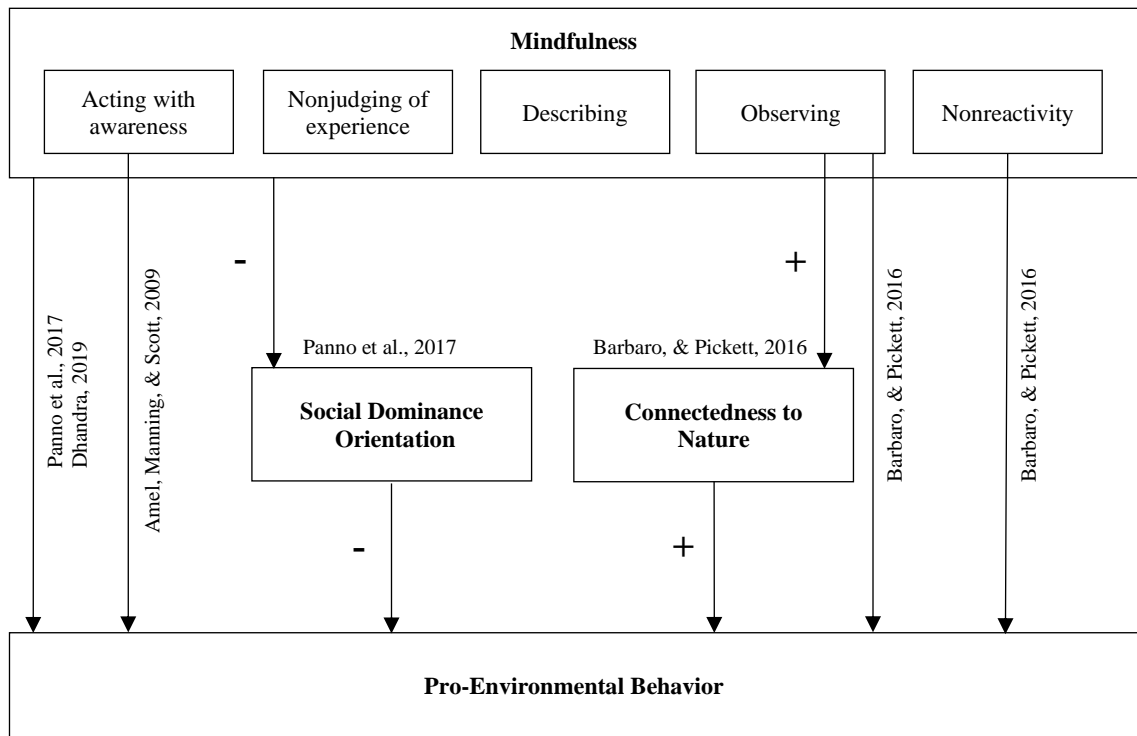 Mindfulness
Acting with
awareness
Nonjudging of
experience
Describing
Observing
Nonreactivity
-
+
Panno et al., 2017
Dhandra, 2019
Amel, Manning, & Scott, 2009
Panno et al., 2017
Barbaro, & Pickett, 2016
Barbaro, & Pickett, 2016
Barbaro, & Pickett, 2016
Social Dominance
Orientation
Connectedness to
Nature
-
+
Pro-Environmental Behavior